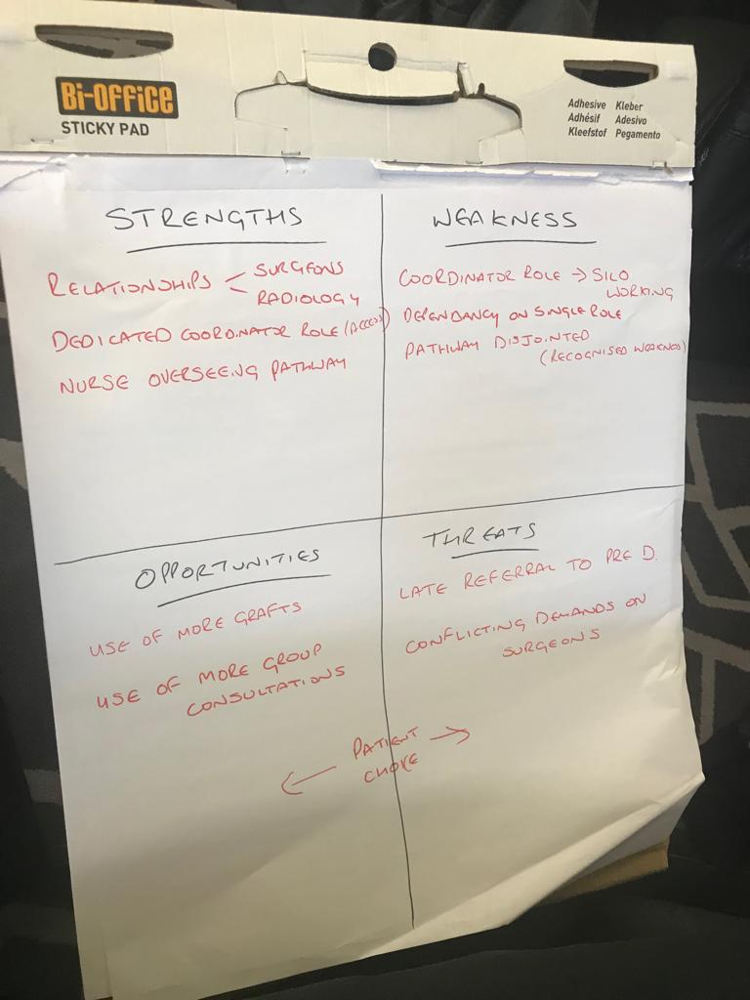 Bi-OFFiCE
STICKY PAD
Adhesive Kleber
Adhésif Adesivo
Kleefstof Pegamento
STRENGTHS
RELATIONSHIPS < SURGEONS
RADIOLOGY
DEDICATED COORDINATOR ROLE (ACCESS)
NURSE OVERSEEING PATHWAY
WEAKNESS
COORDINATOR ROLE → SILO
WORKING
DEPENDANCY ON SINGLE ROLE
PATHWAY DISJOINTED
(RECOGNISED WEAKNESS)
OPPORTUNITIES
USE OF MORE GRAFTS
USE OF MORE GROUP
CONSULTATIONS
THREATS
LATE REFERRAL TO PRE D.
CONFLICTING DEMANDS ON
SURGEONS
← PATIENT →
CHOICE